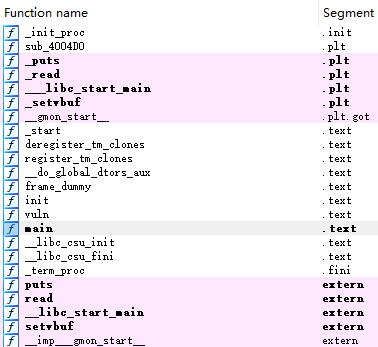 Function name Segment
f _init_proc .init
f sub_4004D0 .plt
f _puts .plt
f _read .plt
f ___libc_start_main .plt
f _setvbuf .plt
f __gmon_start__ .plt.got
f _start .text
f deregister_tm_clones .text
f register_tm_clones .text
f __do_global_dtors_aux .text
f frame_dummy .text
f init .text
f vuln .text
f main .text
f __libc_csu_init .text
f __libc_csu_fini .text
f _term_proc .fini
f puts extern
f read extern
f __libc_start_main extern
f setvbuf extern
f __imp___gmon_start__ extern